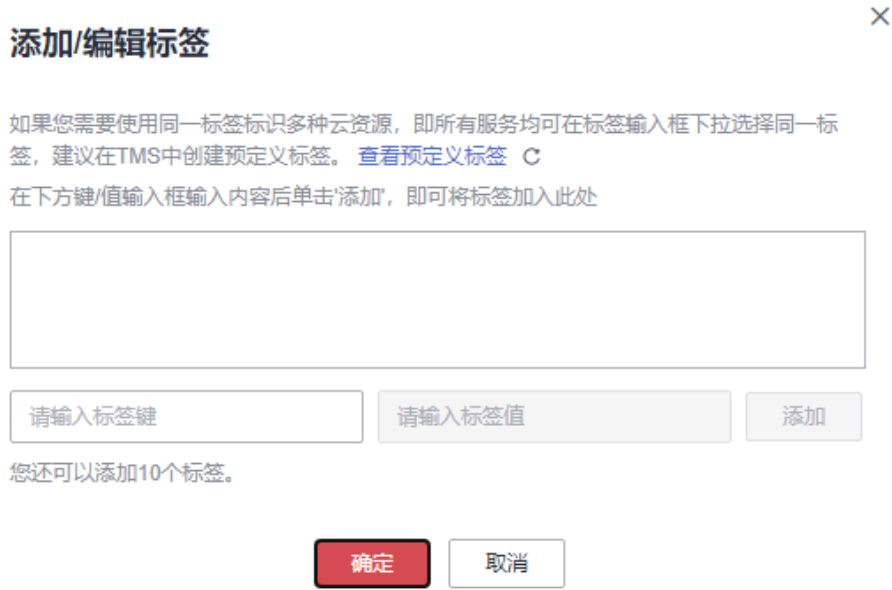 添加/编辑标签
如果您需要使用同一标签标识多种云资源，即所有服务均可在标签输入框下拉选择同一标
签，建议在TMS中创建预定义标签。 查看预定义标签
在下方键/值输入框输入内容后单击'添加'，即可将标签加入此处
请输入标签键 请输入标签值 添加
您还可以添加10个标签。
确定 取消